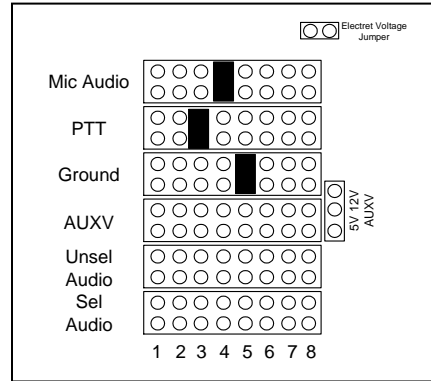 Electret Voltage
Jumper
Mic Audio
PTT
Ground
AUXV
5V 12V
AUXV
Unsel
Audio
Sel
Audio
1 2 3 4 5 6 7 8